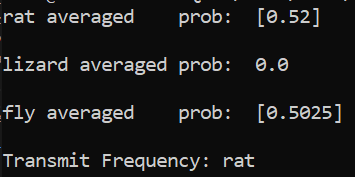 rat averaged    prob:  [0.52]
lizard averaged prob:  0.0
fly averaged    prob:  [0.5025]
Transmit Frequency: rat